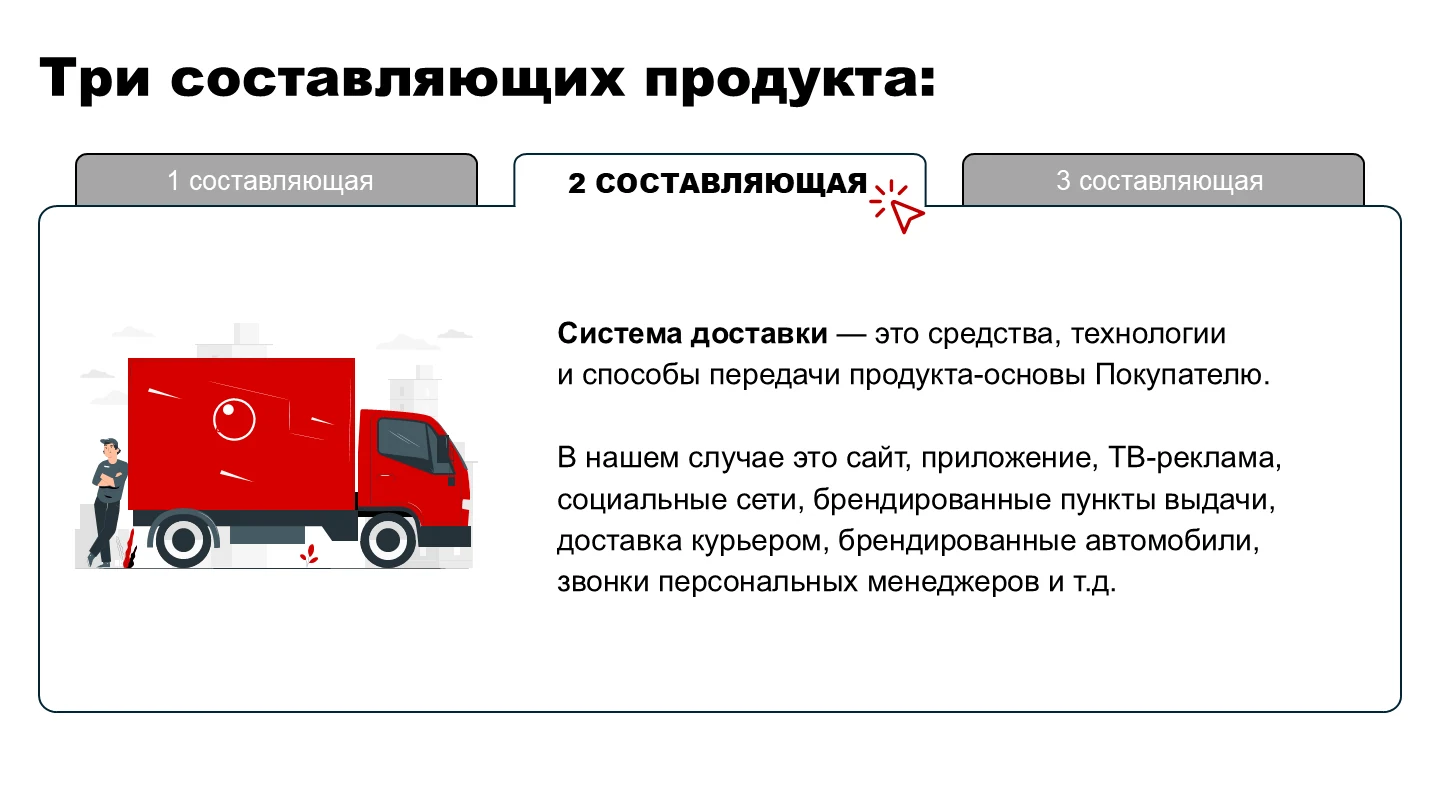 Три составляющих продукта:
1 составляющая
2 СОСТАВЛЯЮЩАЯ
3 составляющая
Система доставки — это средства, технологии
и способы передачи продукта-основы Покупателю.
В нашем случае это сайт, приложение, ТВ-реклама,
социальные сети, брендированные пункты выдачи,
доставка курьером, брендированные автомобили,
звонки персональных менеджеров и т.д.